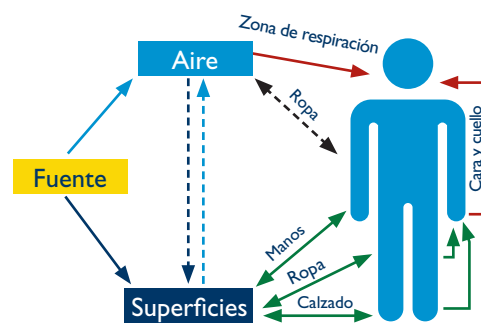 Zona de respiración
Aire
Ropa
Cara y cuello
Fuente
Manos
Ropa
Superficies
Calzado